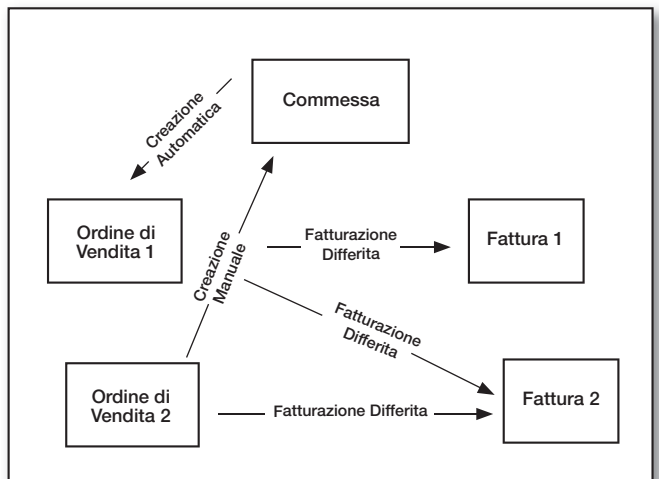 Commessa
Creazione
Automatica
Ordine di
Vendita 1
Creazione
Manuale
Fatturazione
Differita
Fattura 1
Fatturazione
Differita
Ordine di
Vendita 2
Fatturazione Differita
Fattura 2